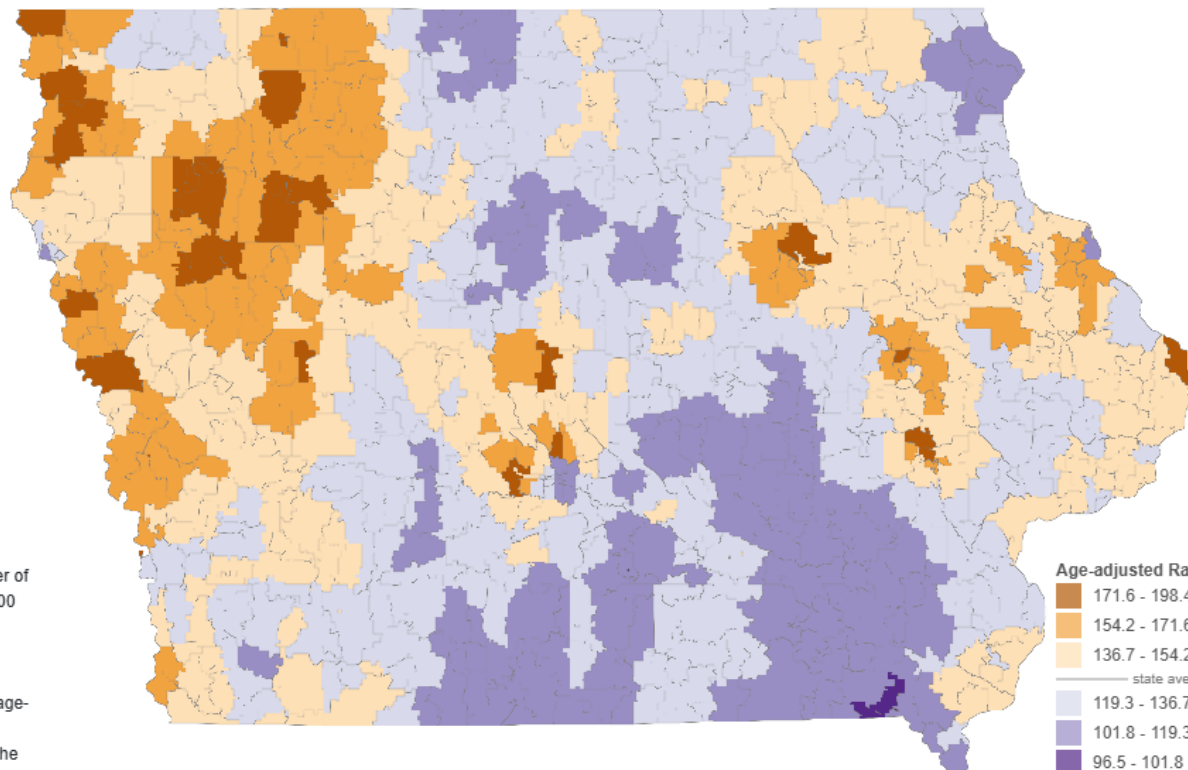 er of
00
age-
he
Age-adjusted Ra
171.6 - 198.4
154.2 - 171.6
136.7 - 154.2
state ave
119.3 - 136.7
101.8 - 119.3
96.5 - 101.8